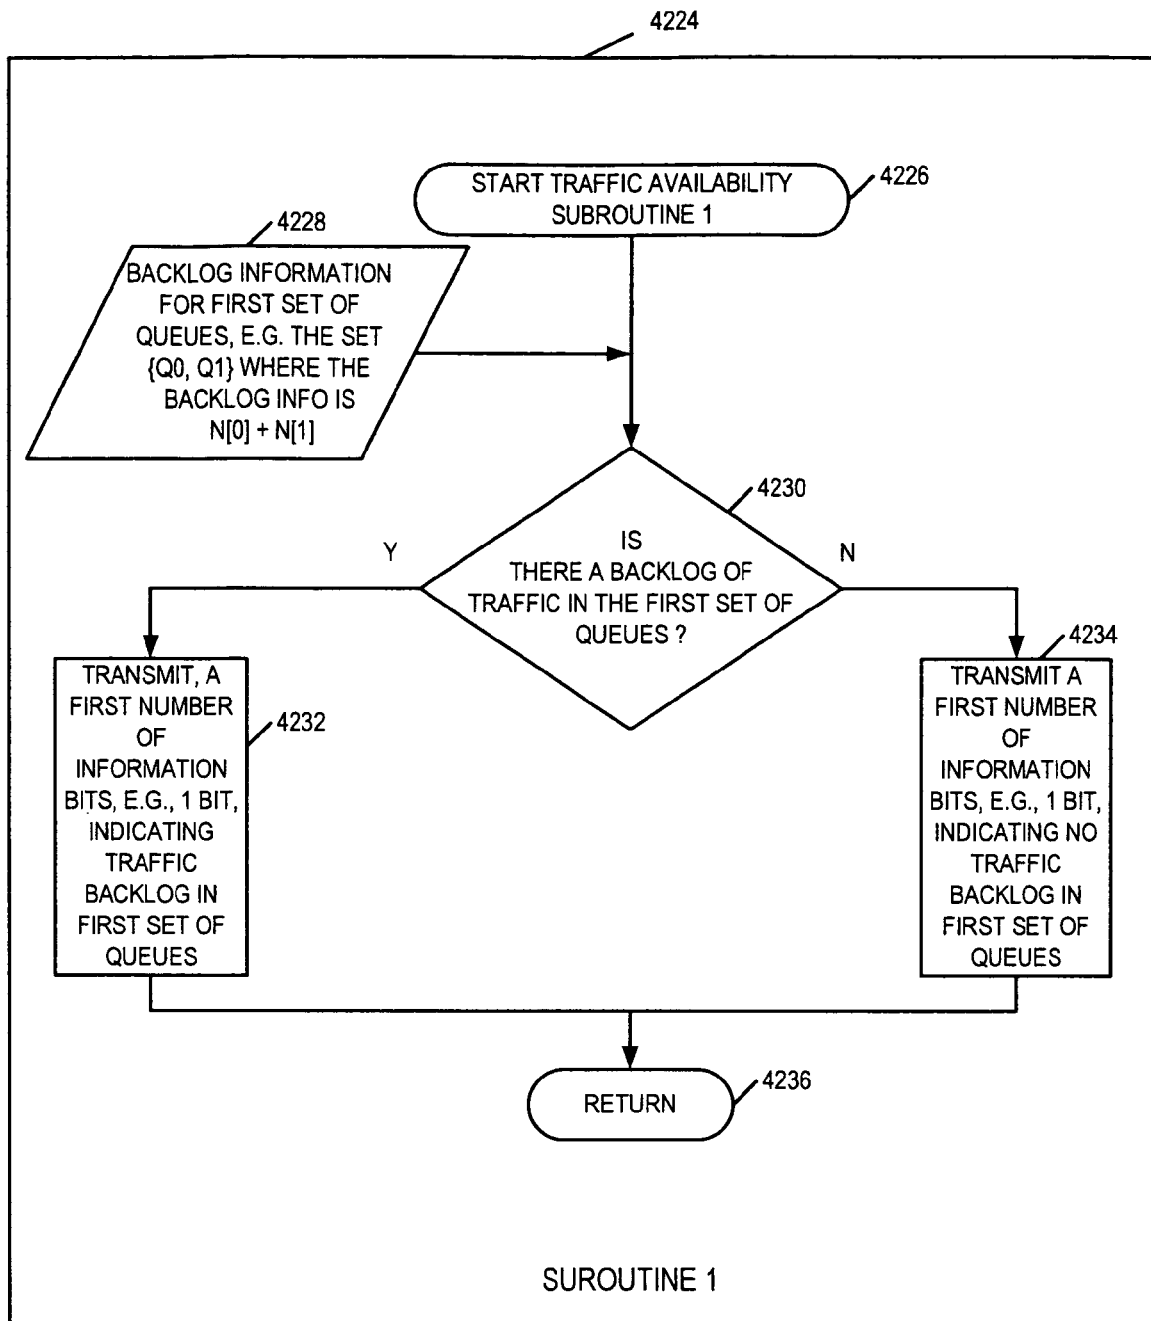 4224
START TRAFFIC AVAILABILITY
SUBROUTINE 1
4226
4228
BACKLOG INFORMATION
FOR FIRST SET OF
QUEUES, E.G. THE SET
{Q0, Q1} WHERE THE
BACKLOG INFO IS
N[0] + N[1]
4230
IS
THERE A BACKLOG OF
TRAFFIC IN THE FIRST SET OF
QUEUES ?
Y
N
TRANSMIT, A
FIRST NUMBER
OF
INFORMATION
BITS, E.G., 1 BIT,
INDICATING
TRAFFIC
BACKLOG IN
FIRST SET OF
QUEUES
4232
4234
TRANSMIT A
FIRST NUMBER
OF
INFORMATION
BITS, E.G., 1 BIT,
INDICATING NO
TRAFFIC
BACKLOG IN
FIRST SET OF
QUEUES
RETURN
4236
SUROUTINE 1